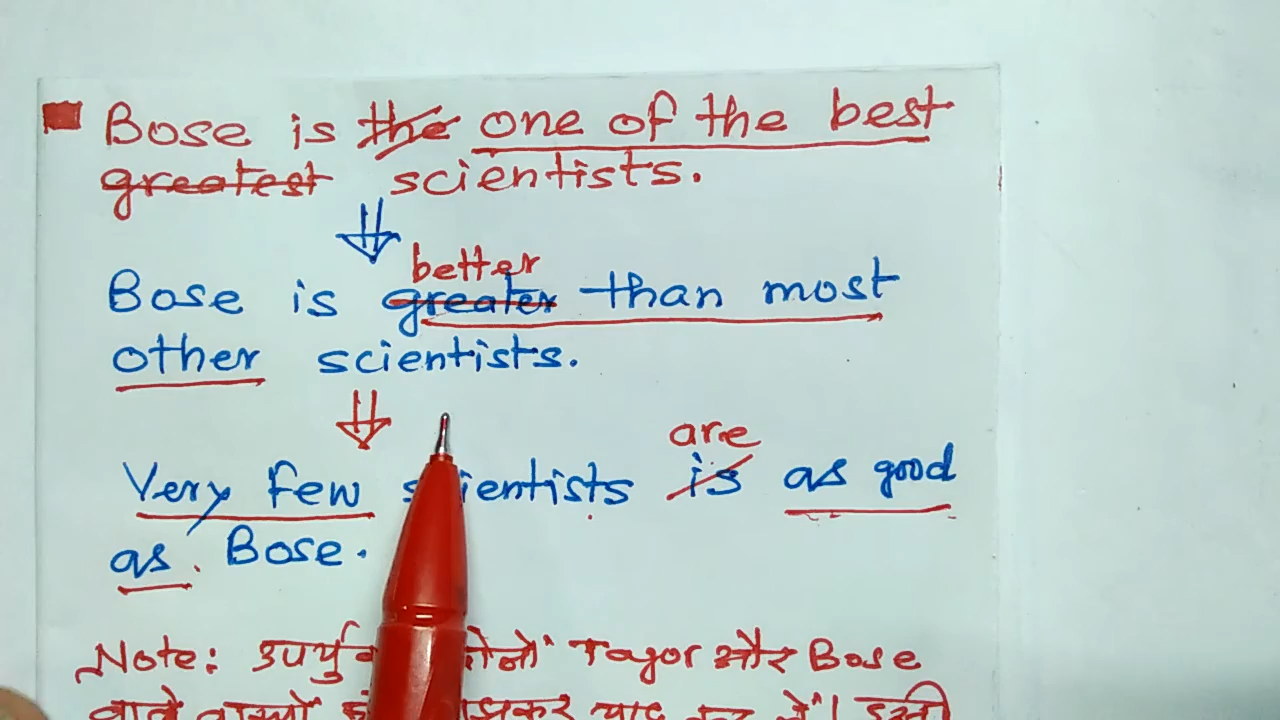 Bose is the one of the best
greatest scientists.
better
Bose is greater than most
other scientists.
are
Very few scientists is as good
as Bose.
Note: Tagor और Bose
वाले